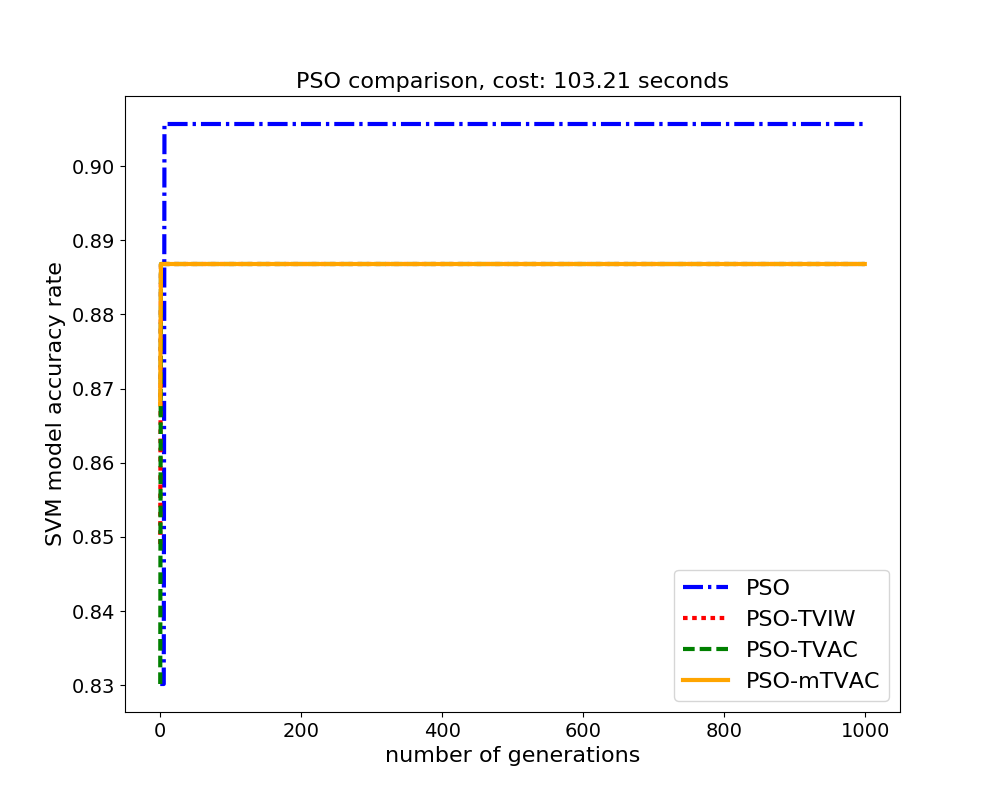 PSO comparison, cost: 103.21 seconds
SVM model accuracy rate
0.90
0.89
0.88
0.87
0.86
0.85
0.84
0.83
PSO
PSO-TVIW
PSO-TVAC
PSO-mTVAC
0 200 400 600 800 1000
number of generations